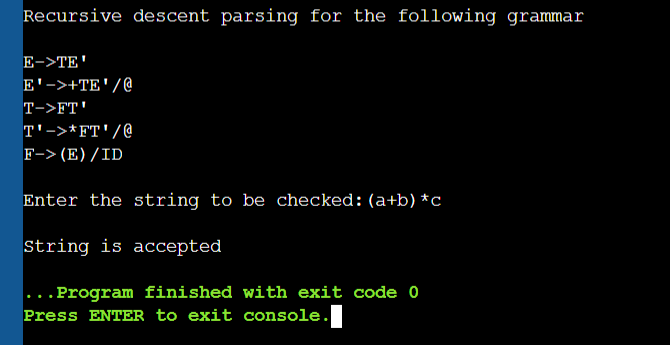 Recursive descent parsing for the following grammar
E->TE'
E'->+TE'/@
T->FT'
T'->*FT'/@
F->(E)/ID
Enter the string to be checked:(a+b)*c
String is accepted
...Program finished with exit code 0
Press ENTER to exit console.